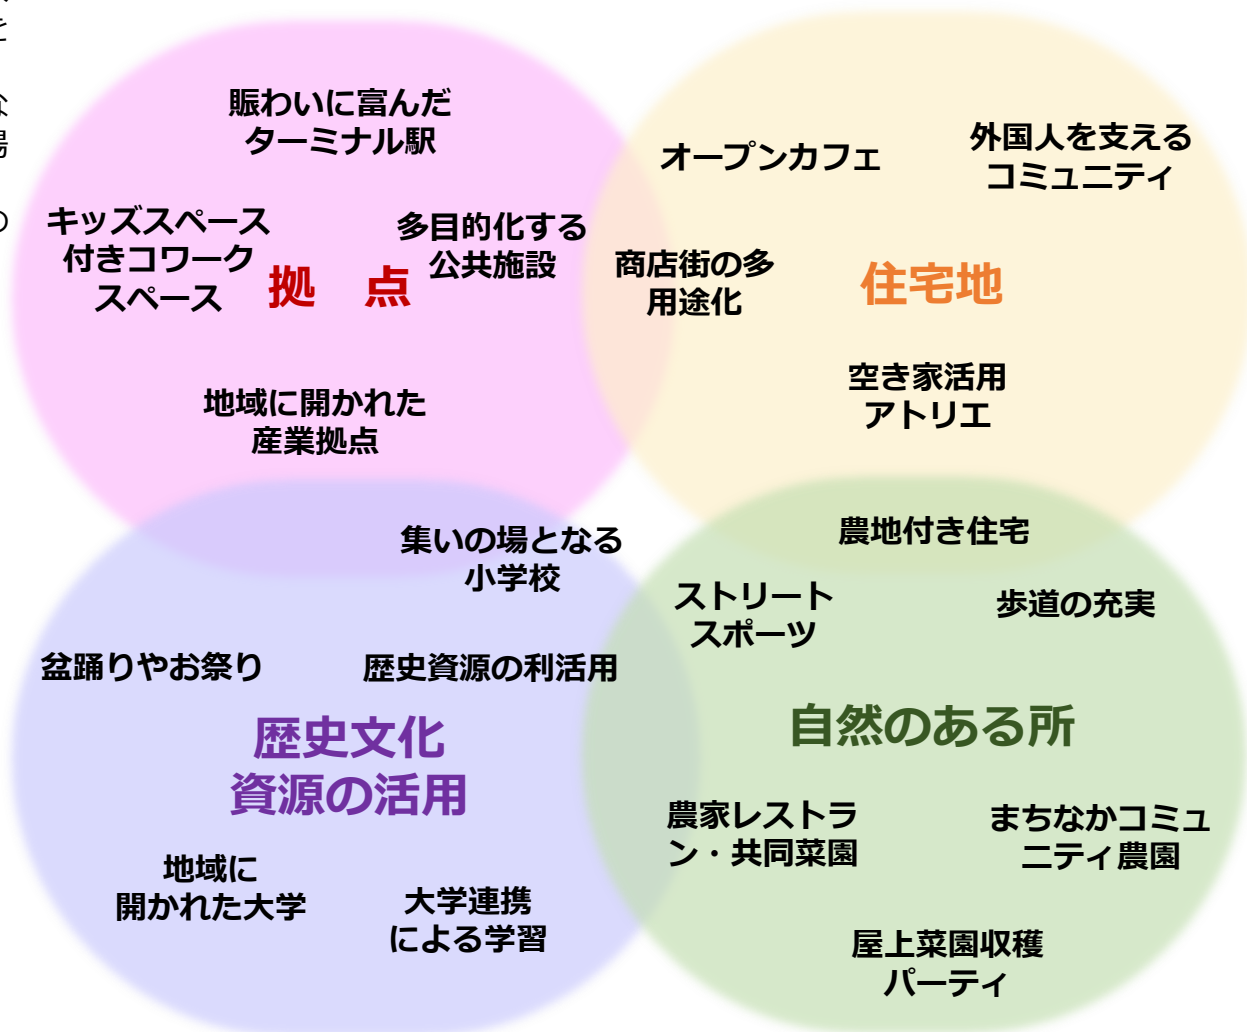 と
な
場
の
賑わいに富んだ
ターミナル駅
キッズスペース
付きコワーク
スペース
多目的化する
公共施設
拠　点
地域に開かれた
産業拠点
オープンカフェ
外国人を支える
コミュニティ
商店街の多
用途化
住宅地
空き家活用
アトリエ
集いの場となる
小学校
盆踊りやお祭り
歴史資源の利活用
歴史文化
資源の活用
地域に
開かれた大学
大学連携
による学習
農地付き住宅
ストリート
スポーツ
歩道の充実
自然のある所
農家レストラ
ン・共同菜園
まちなかコミュ
ニティ農園
屋上菜園収穫
パーティ